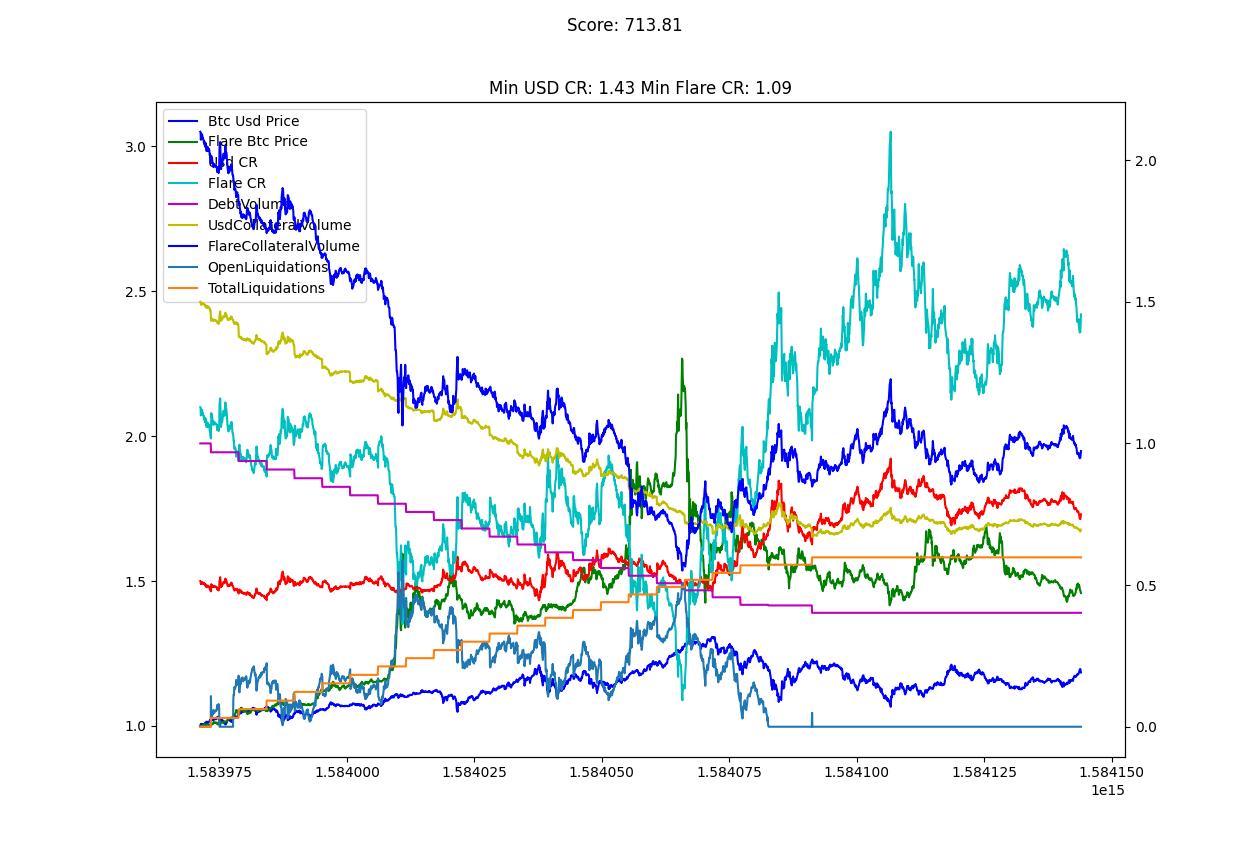 Score: 713.81
Min USD CR: 1.43 Min Flare CR: 1.09
Btc Usd Price
Flare Btc Price
Usd CR
Flare CR
DebtVolume
UsdCollateralVolume
FlareCollateralVolume
OpenLiquidations
TotalLiquidations
3.0
2.5
2.0
1.5
1.0
2.0
1.5
1.0
0.5
0.0
1.583975
1.584000
1.584025
1.584050
1.584075
1.584100
1.584125
1.584150
1e15